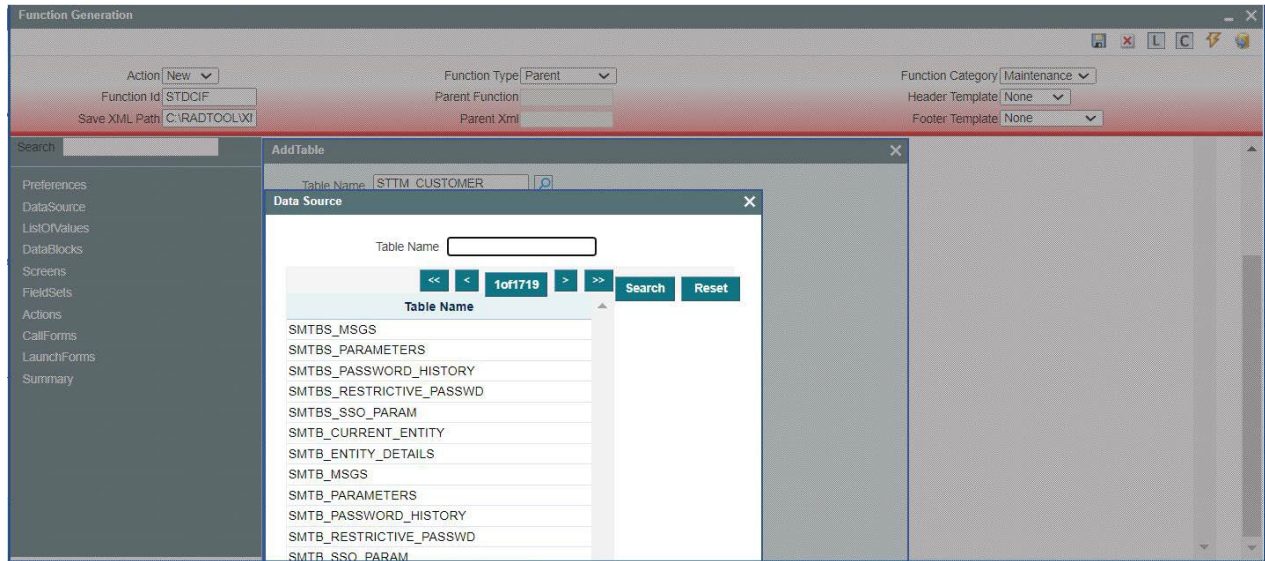 Function Generation
L C
Action New Function Type Parent Function Category Maintenance
Function Id STDCIF Parent Function Header Template None
Save XML Path C:\RADTOOL\XI Parent Xml Footer Template None
Search
AddTable
Preferences
DataSource
ListOfValues
DataBlocks
Screens
FieldSets
Actions
CallForms
LaunchForms
Summary
Table Name STTM_CUSTOMER
Data Source
Table Name
<< < 1of1719 > >> Search Reset
Table Name
SMTBS_MSGS
SMTBS_PARAMETERS
SMTBS_PASSWORD_HISTORY
SMTBS_RESTRICTIVE_PASSWD
SMTBS_SSO_PARAM
SMTB_CURRENT_ENTITY
SMTB_ENTITY_DETAILS
SMTB_MSGS
SMTB_PARAMETERS
SMTB_PASSWORD_HISTORY
SMTB_RESTRICTIVE_PASSWD
SMTB_SSO_PARAM